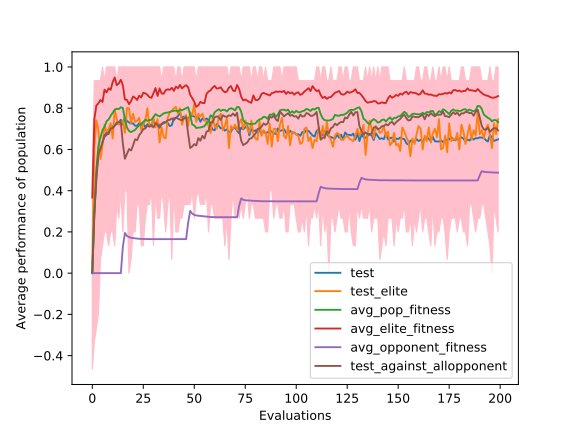 Average performance of population
1.0
0.8
0.6
0.4
0.2
0.0
−0.2
−0.4
0 25 50 75 100 125 150 175 200
Evaluations
test
test_elite
avg_pop_fitness
avg_elite_fitness
avg_opponent_fitness
test_against_allopponent